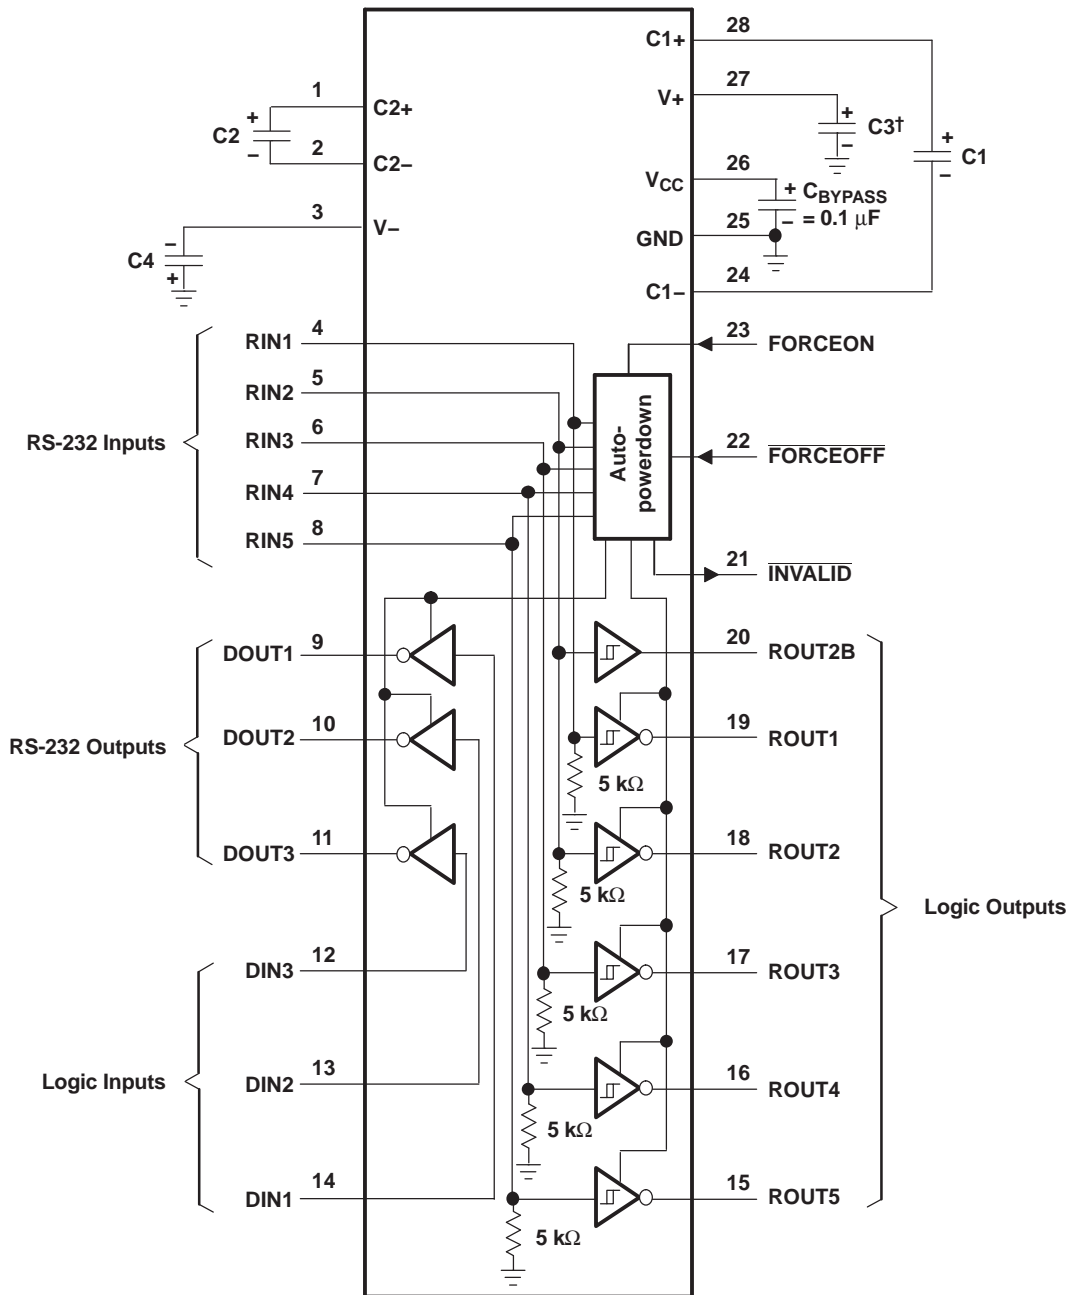 28
C1+
27
V+
1
C2+
+
C2
–
2
C2–
+
C3†
–
+
C1
–
26
VCC
+ CBYPASS
– = 0.1 μF
3
V–
25
GND
–
C4
+
24
C1–
RS-232 Inputs
RIN1 4
RIN2 5
RIN3 6
RIN4 7
RIN5 8
Auto-
powerdown
23 FORCEON
22 FORCEOFF
21 INVALID
RS-232 Outputs
DOUT1 9
DOUT2 10
DOUT3 11
20 ROUT2B
19 ROUT1
5 kΩ
18 ROUT2
5 kΩ
Logic Outputs
17 ROUT3
5 kΩ
16 ROUT4
5 kΩ
15 ROUT5
5 kΩ
Logic Inputs
DIN3 12
DIN2 13
DIN1 14